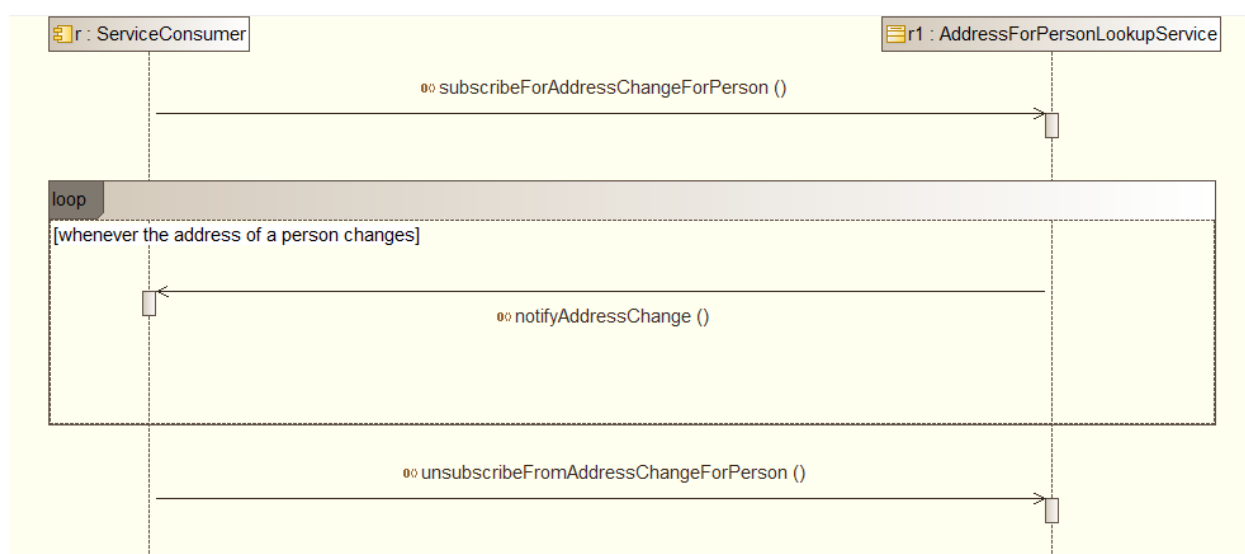 r : ServiceConsumer
r1 : AddressForPersonLookupService
subscribeForAddressChangeForPerson ()
loop
[whenever the address of a person changes]
notifyAddressChange ()
unsubscribeFromAddressChangeForPerson ()